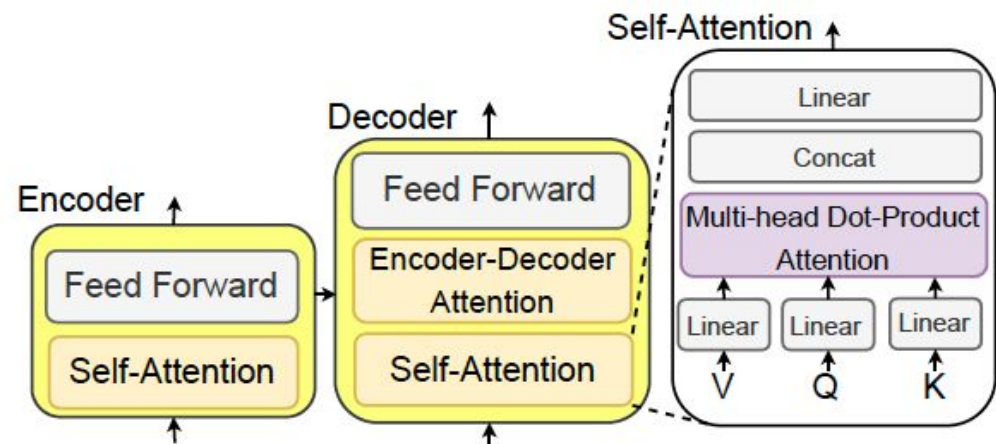 Encoder
Feed Forward
Self-Attention
Decoder
Feed Forward
Encoder-Decoder
Attention
Self-Attention
Self-Attention
Linear
Concat
Multi-head Dot-Product
Attention
Linear Linear Linear
V Q K